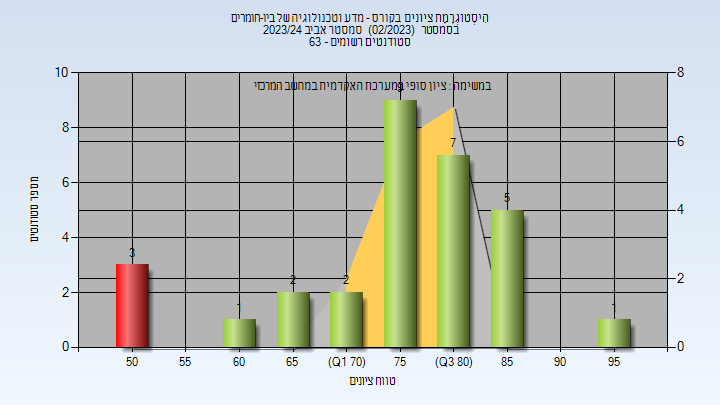 היסטוגרמת ציונים בקורס - מדע וטכנולוגיה של ביו-חומרים
בסמסטר (02/2023) סמסטר אביב 2023/24
סטודנטים רשומים - 63
במשימה : ציון סופי במערכת האקדמית במחשב המרכזי
מספר סטודנטים
10
8
6
4
2
0
8
6
4
2
0
3
1
2
2
9
7
5
1
50 55 60 65 (Q1 70) 75 (Q3 80) 85 90 95
טווח ציונים